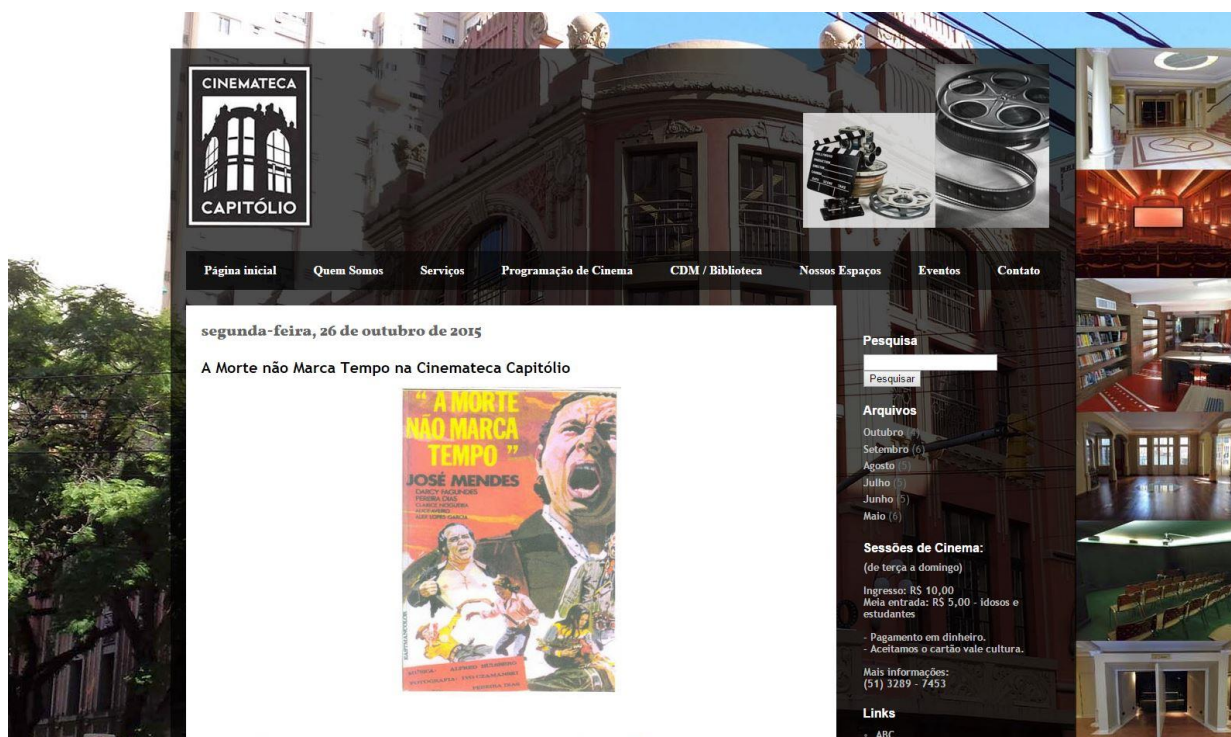 CINEMATECA
CAPITÓLIO
Página inicial
Quem Somos
Serviços
Programação de Cinema
CDM / Biblioteca
Nossos Espaços
Eventos
Contato
segunda-feira, 26 de outubro de 2015
A Morte não Marca Tempo na Cinemateca Capitólio
" A MORTE
NÃO MARCA
TEMPO "
JOSÉ MENDES
DARCY FAGUNDES
PEREIRA DIAS
Pesquisa
Pesquisar
Arquivos
Outubro
Setembro (6)
Agosto (5)
Julho (5)
Junho (5)
Maio (6)
Sessões de Cinema:
(de terça a domingo)
Ingresso: R$ 10,00
Meia entrada: R$ 5,00 - idosos e
estudantes
- Pagamento em dinheiro.
- Aceitamos o cartão vale cultura.
Mais informações:
(51) 3289 - 7453
Links
ABC